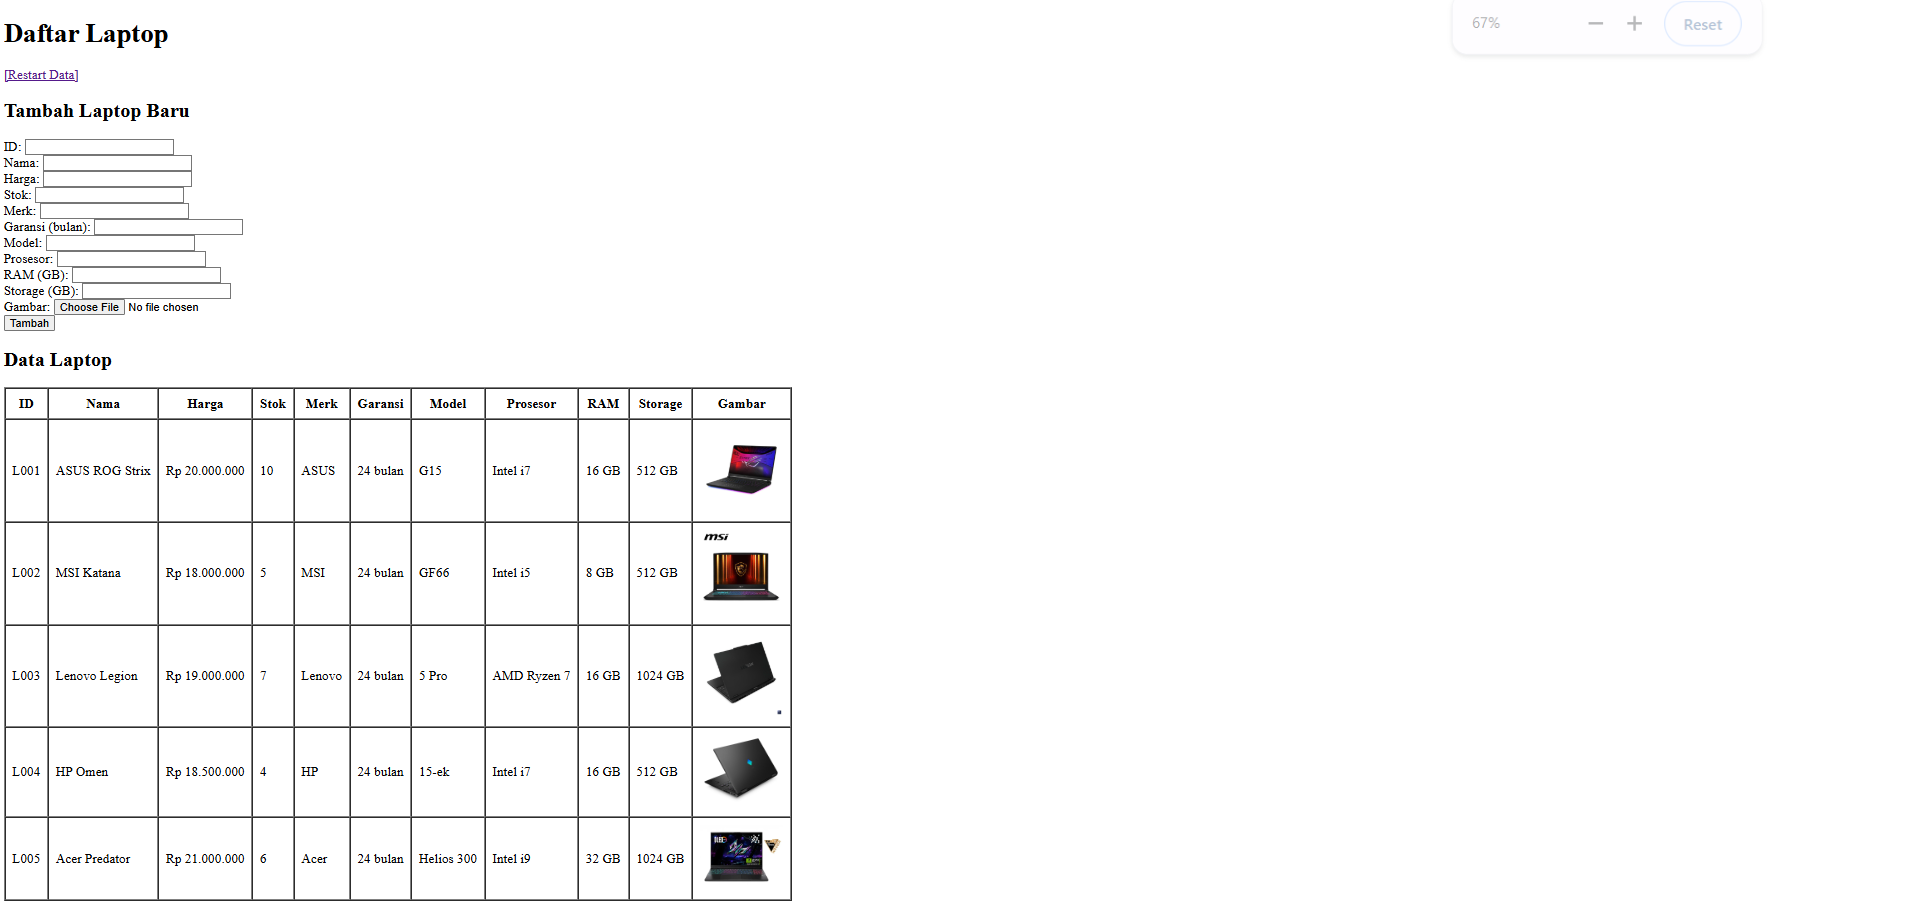 Daftar Laptop
67% − + Reset
[Restart Data]
Tambah Laptop Baru
ID:
Nama:
Harga:
Stok:
Merk:
Garansi (bulan):
Model:
Prosesor:
RAM (GB):
Storage (GB):
Gambar: Choose File No file chosen
Tambah
Data Laptop
ID Nama Harga Stok Merk Garansi Model Prosesor RAM Storage Gambar
L001 ASUS ROG Strix Rp 20.000.000 10 ASUS 24 bulan G15 Intel i7 16 GB 512 GB
msi
L002 MSI Katana Rp 18.000.000 5 MSI 24 bulan GF66 Intel i5 8 GB 512 GB
L003 Lenovo Legion Rp 19.000.000 7 Lenovo 24 bulan 5 Pro AMD Ryzen 7 16 GB 1024 GB
L004 HP Omen Rp 18.500.000 4 HP 24 bulan 15-ek Intel i7 16 GB 512 GB
L005 Acer Predator Rp 21.000.000 6 Acer 24 bulan Helios 300 Intel i9 32 GB 1024 GB